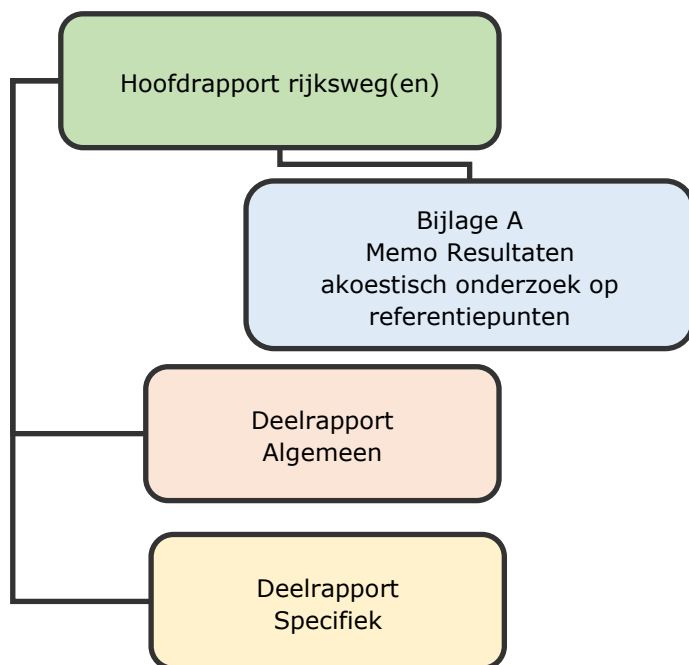 Hoofdrapport rijksweg(en)
Bijlage A
Memo Resultaten
akoestisch onderzoek op
referentiepunten
Deelrapport
Algemeen
Deelrapport
Specifiek